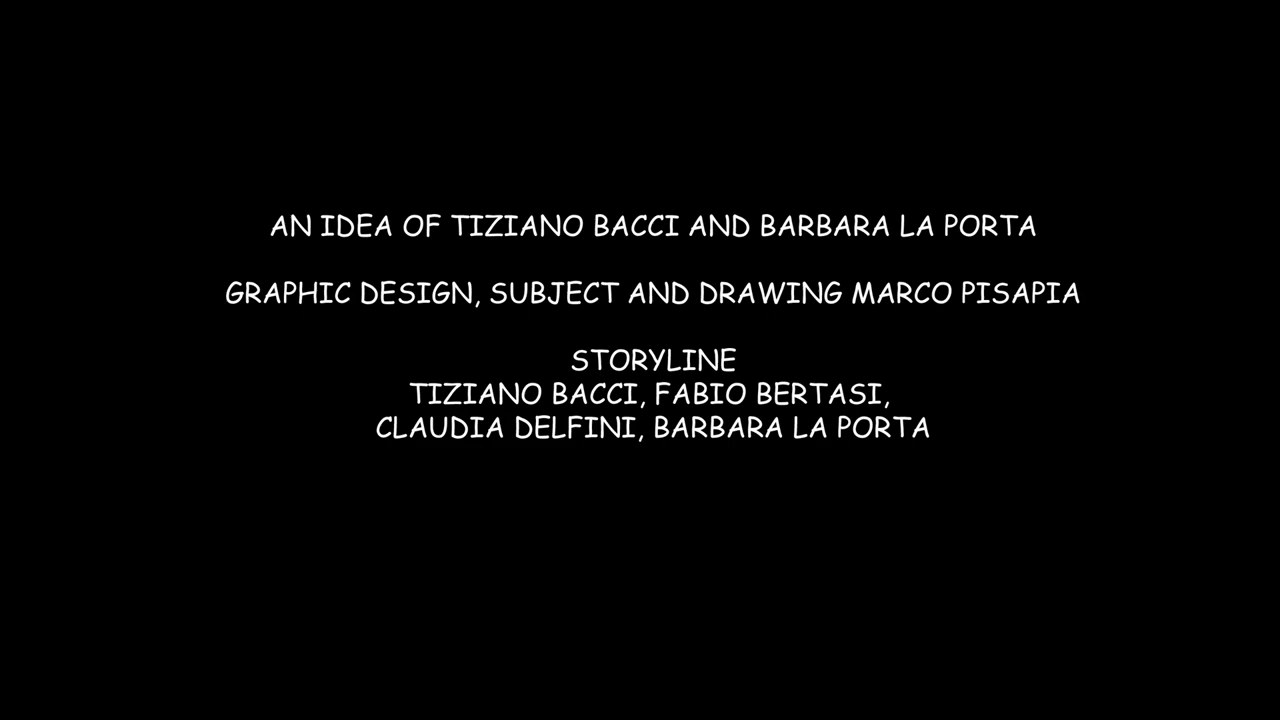 AN IDEA OF TIZIANO BACCI AND BARBARA LA PORTA
GRAPHIC DESIGN, SUBJECT AND DRAWING MARCO PISAPIA
STORYLINE
TIZIANO BACCI, FABIO BERTASI,
CLAUDIA DELFINI, BARBARA LA PORTA